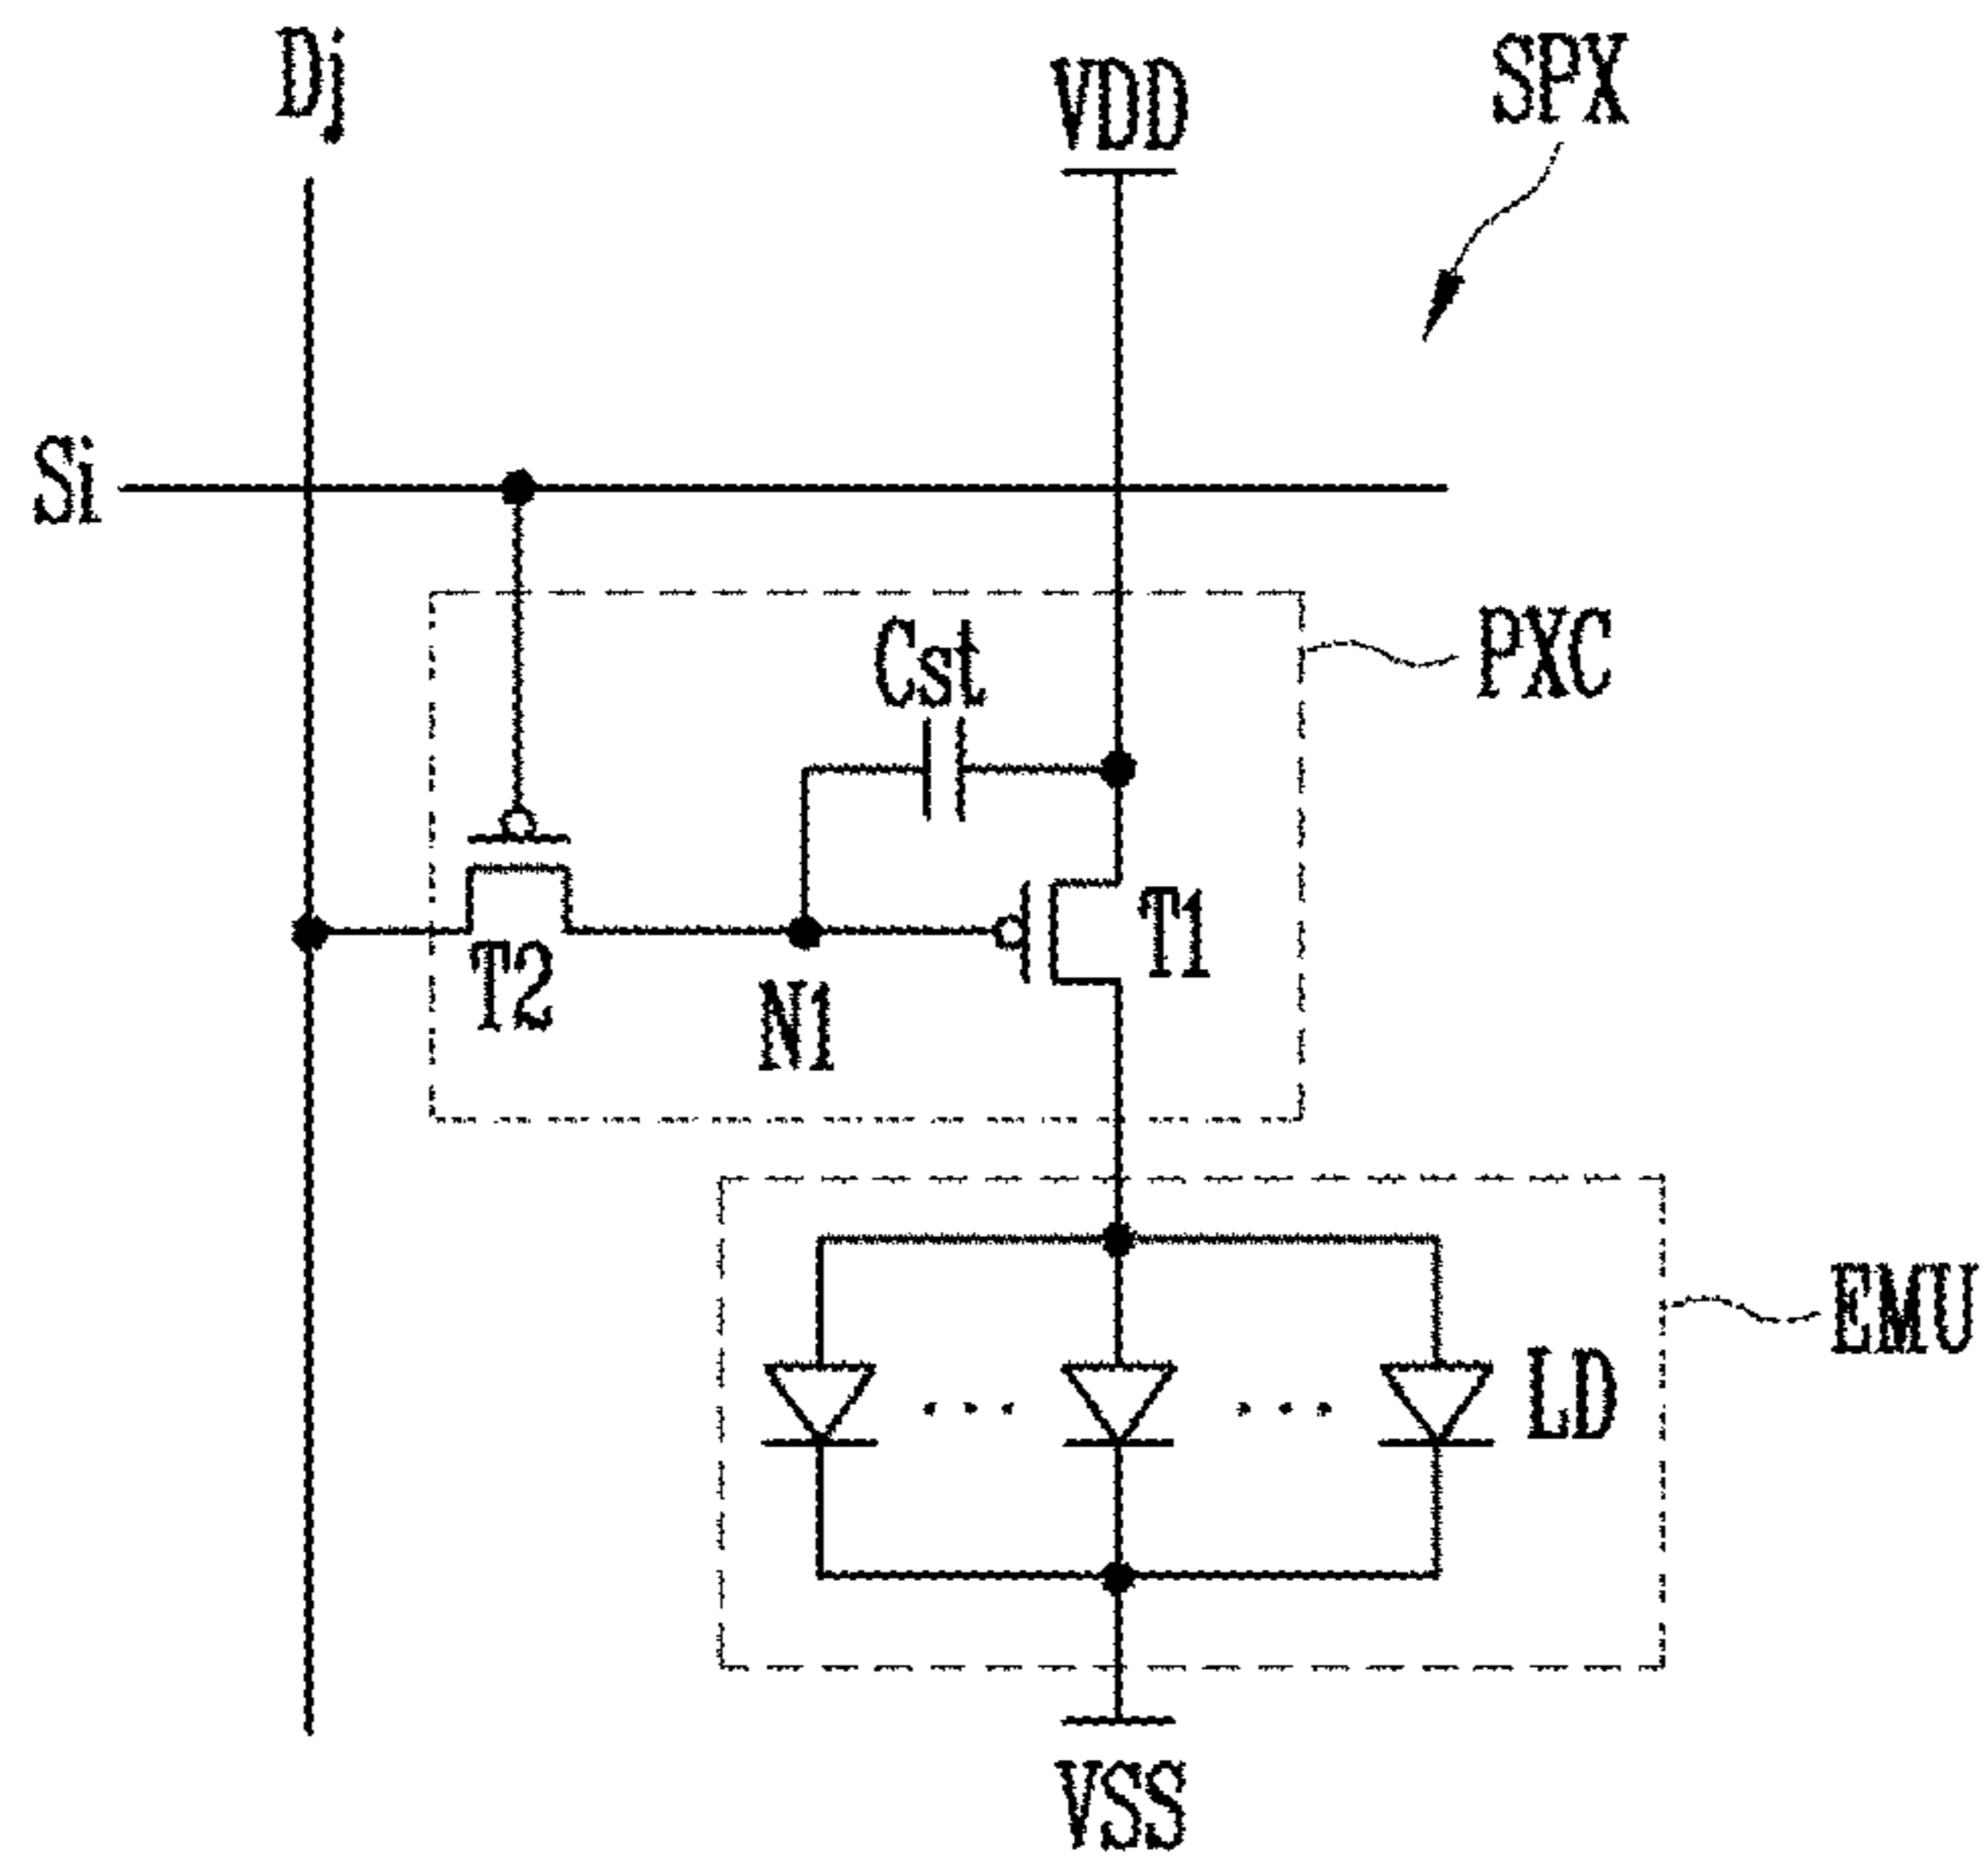 Dj
VDD
SPX
Si
PXC
Cst
T1
T2
N1
EMU
LD
VSS